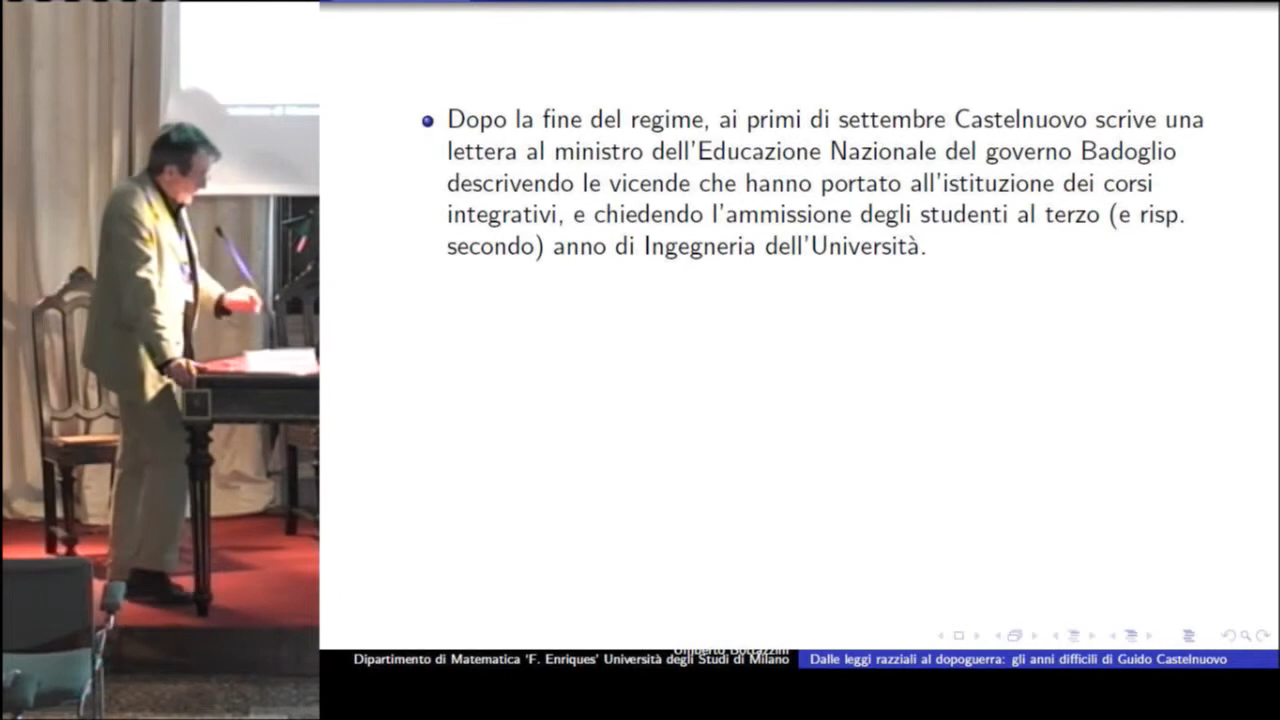 Dopo la fine del regime, ai primi di settembre Castelnuovo scrive una
lettera al ministro dell'Educazione Nazionale del governo Badoglio
descrivendo le vicende che hanno portato all'istituzione dei corsi
integrativi, e chiedendo l'ammissione degli studenti al terzo (e risp.
secondo) anno di Ingegneria dell'Università.
Umberto Bottazzini
Dipartimento di Matematica 'F. Enriques' Università degli Studi di Milano
Dalle leggi razziali al dopoguerra: gli anni difficili di Guido Castelnuovo